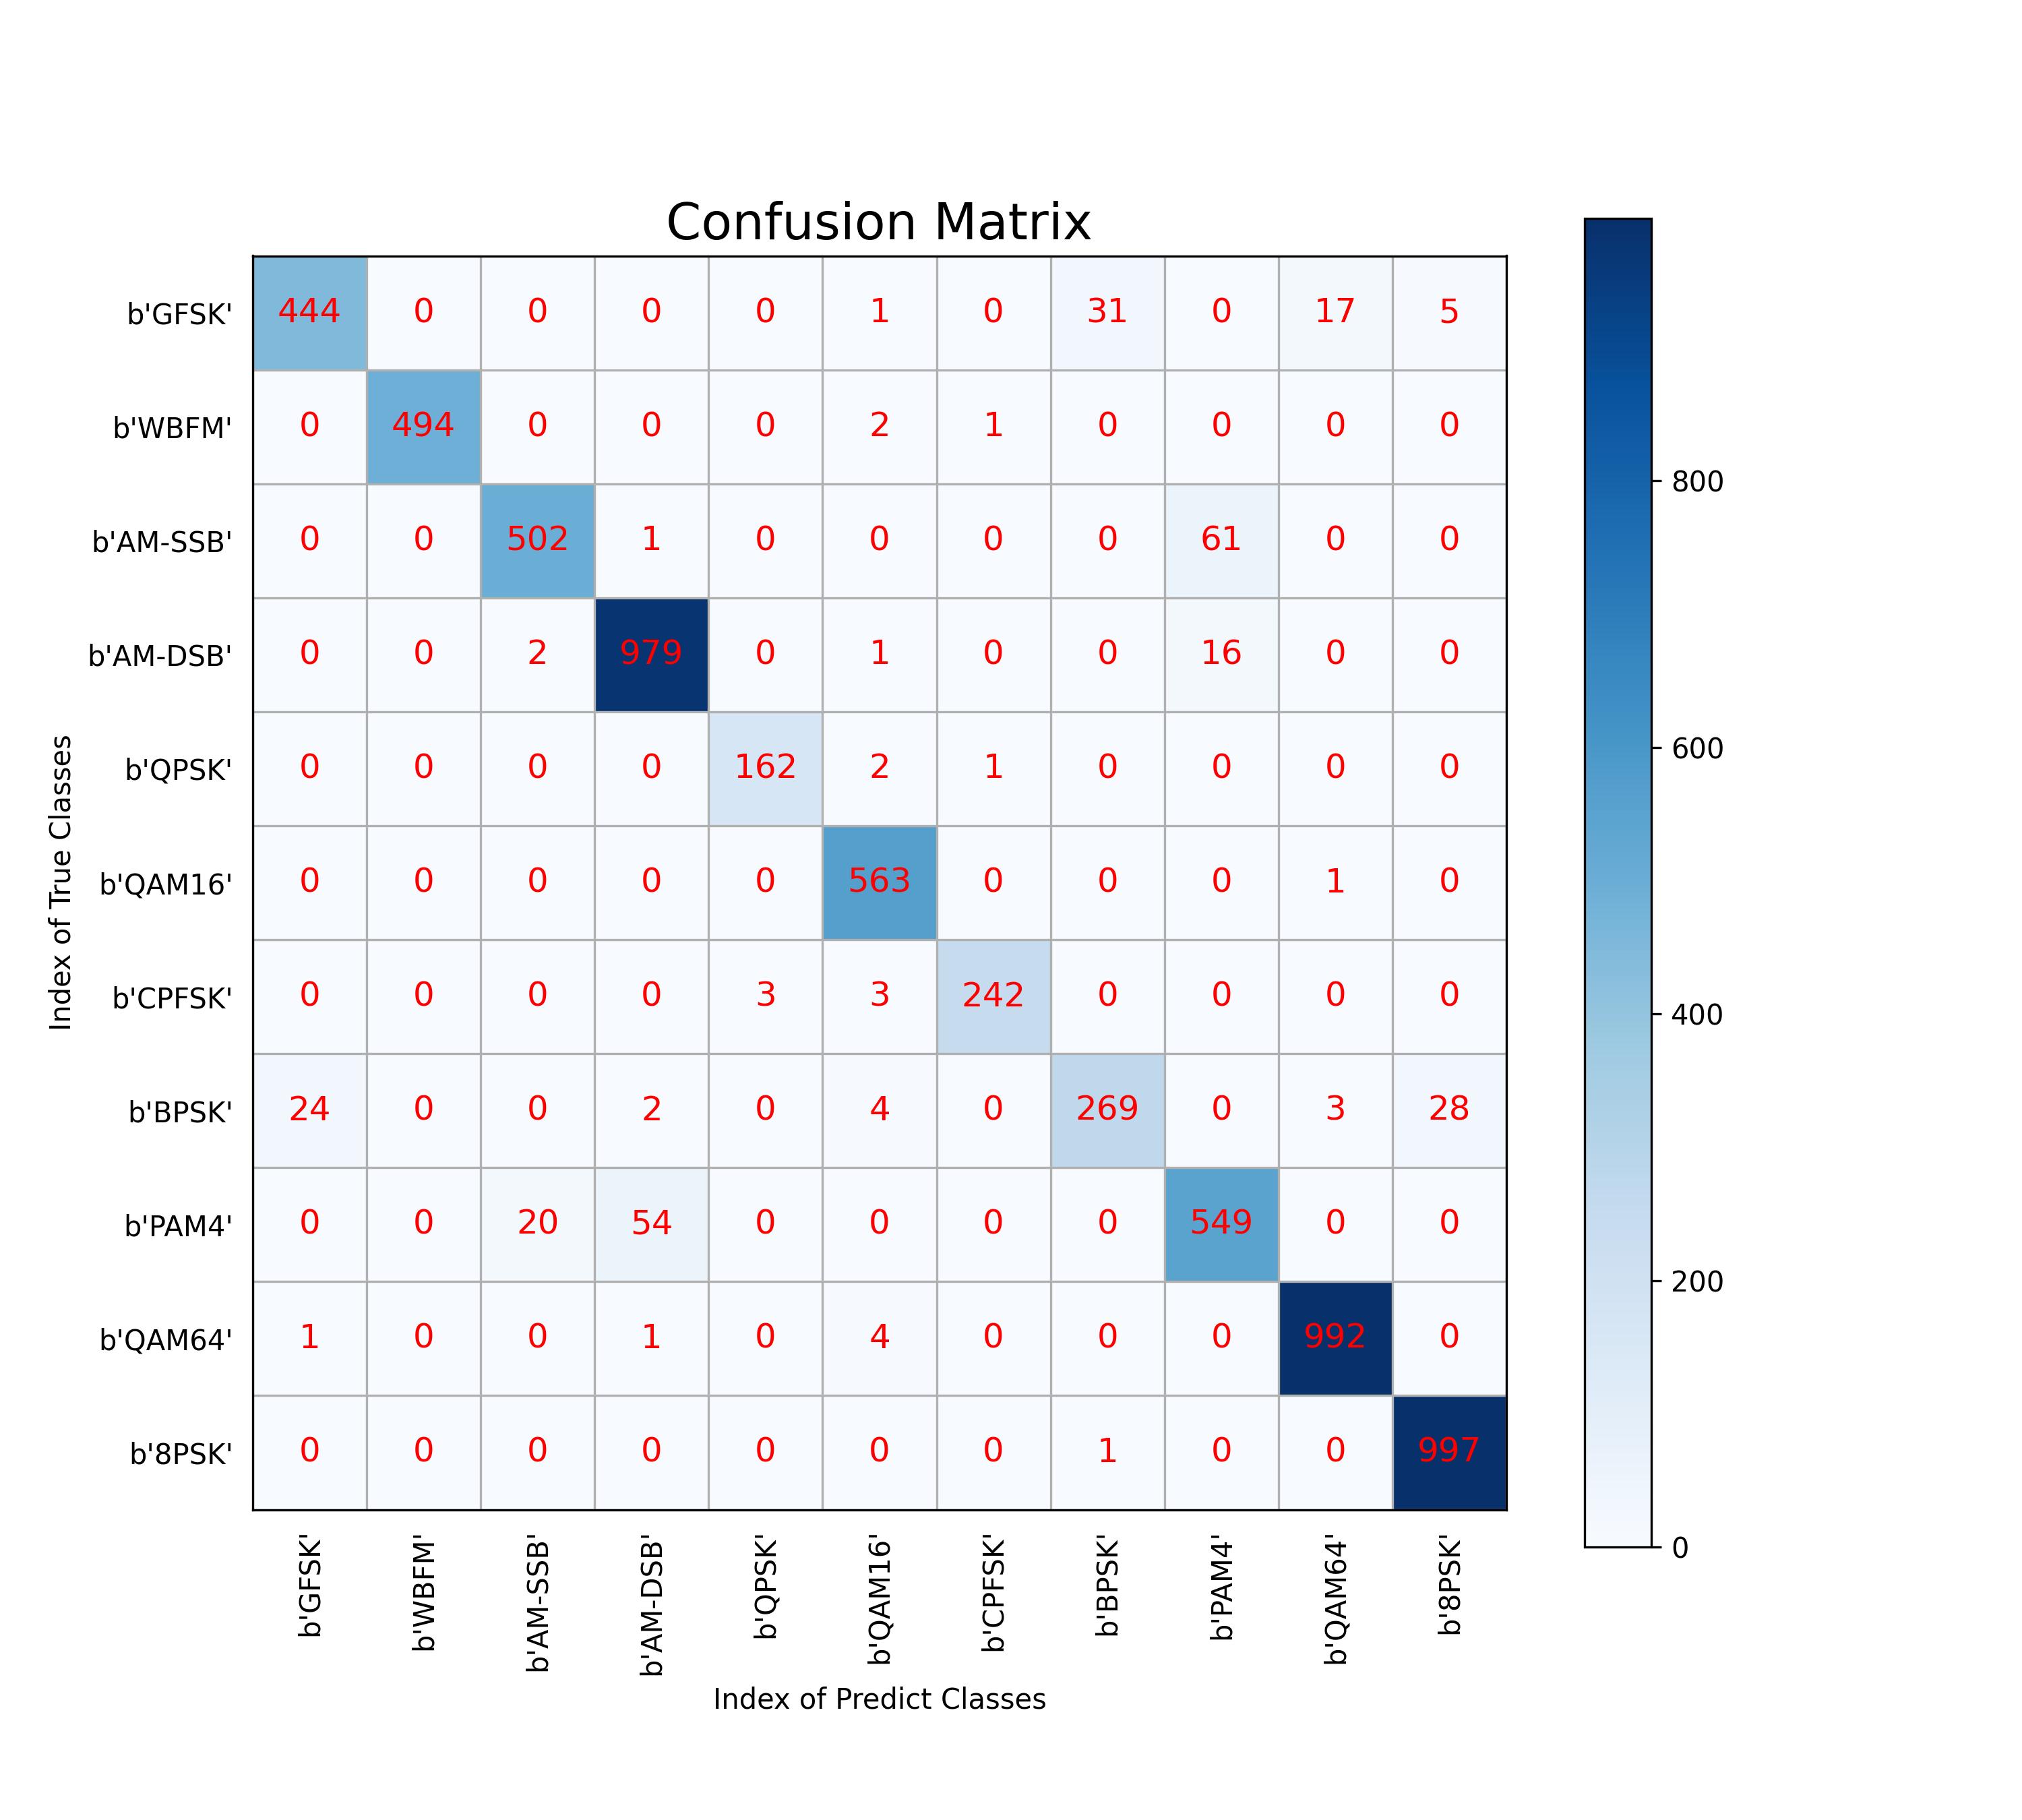 Confusion Matrix
b'GFSK' 444 0 0 0 0 1 0 31 0 17 5
b'WBFM' 0 494 0 0 0 2 1 0 0 0 0
b'AM-SSB' 0 0 502 1 0 0 0 0 61 0 0
b'AM-DSB' 0 0 2 979 0 1 0 0 16 0 0
b'QPSK' 0 0 0 0 162 2 1 0 0 0 0
b'QAM16' 0 0 0 0 0 563 0 0 0 1 0
b'CPFSK' 0 0 0 0 3 3 242 0 0 0 0
b'BPSK' 24 0 0 2 0 4 0 269 0 3 28
b'PAM4' 0 0 20 54 0 0 0 0 549 0 0
b'QAM64' 1 0 0 1 0 4 0 0 0 992 0
b'8PSK' 0 0 0 0 0 0 0 1 0 0 997
Index of True Classes
b'GFSK' b'WBFM' b'AM-SSB' b'AM-DSB' b'QPSK' b'QAM16' b'CPFSK' b'BPSK' b'PAM4' b'QAM64' b'8PSK'
Index of Predict Classes
800
600
400
200
0